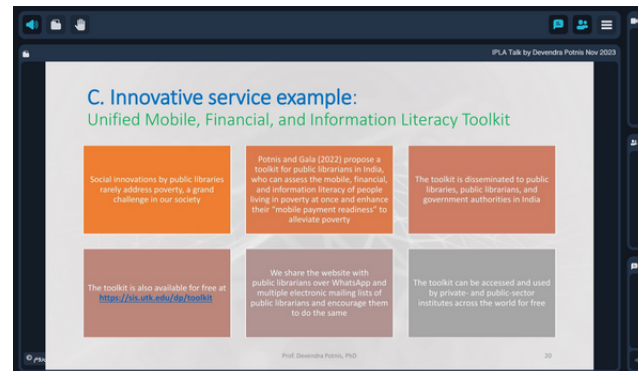 IPLA Talk by Devendra Potnis Nov 2023
C. Innovative service example:
Unified Mobile, Financial, and Information Literacy Toolkit
Social innovations by public libraries
rarely address poverty, a grand
challenge in our society
Potnis and Gala (2022) propose a
toolkit for public librarians in India,
who can assess the mobile, financial,
and information literacy of people
living in poverty at once and enhance
their “mobile payment readiness” to
alleviate poverty
The toolkit is disseminated to public
libraries, public librarians, and
government authorities in India
The toolkit is also available for free at
https://sis.utk.edu/dp/toolkit
We share the website with
public librarians over WhatsApp and
multiple electronic mailing lists of
public librarians and encourage them
to do the same
The toolkit can be accessed and used
by private- and public-sector
institutes across the world for free
Prof. Devendra Potnis, PhD
20